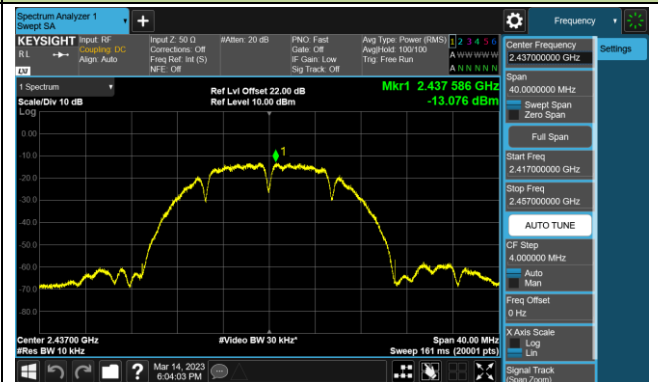 Spectrum Analyzer 1
Swept SA
+
Frequency
KEYSIGHT
RL
LXI
Input: RF
Coupling: DC
Align: Auto
Input Z: 50 Ω
Corrections: Off
Freq Ref: Int (S)
NFE: Off
#Atten: 20 dB
PNO: Fast
Gate: Off
IF Gain: Low
Sig Track: Off
Avg Type: Power (RMS)
Avg|Hold: 100/100
Trig: Free Run
1 2 3 4 5 6
A W W W W W
A N N N N N
1 Spectrum
Scale/Div 10 dB
Log
Ref Lvl Offset 22.00 dB
Ref Level 10.00 dBm
Mkr1 2.437 586 GHz
-13.076 dBm
1
0.00
-10.0
-20.0
-30.0
-40.0
-50.0
-60.0
-70.0
-80.0
Center 2.43700 GHz
#Res BW 10 kHz
#Video BW 30 kHz*
Span 40.00 MHz
Sweep 161 ms (20001 pts)
?
Mar 14, 2023
6:04:03 PM
Center Frequency
2.437000000 GHz
Span
40.0000000 MHz
Swept Span
Zero Span
Full Span
Start Freq
2.417000000 GHz
Stop Freq
2.457000000 GHz
AUTO TUNE
CF Step
4.000000 MHz
Auto
Man
Freq Offset
0 Hz
X Axis Scale
Log
Lin
Signal Track
(Span Zoom)
Settings